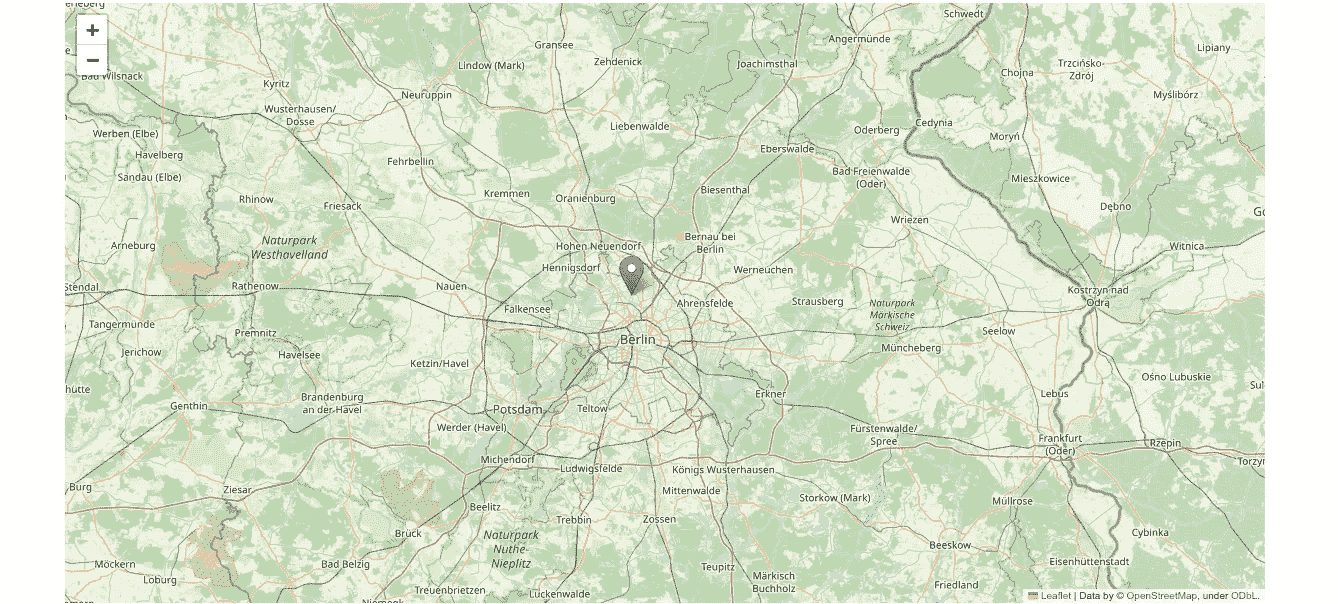 Schwedt
+
Angermünde
Gransee
Lipiany
Zehdenick
Joachimsthal
Lindow (Mark)
Trzcińsko-
Zdrój
Chojna
Bad Wilsnack
Kyritz
Neuruppin
Myślibórz
Wusterhausen/
Dosse
Cedynia
Liebenwalde
Oderberg
Werben (Elbe)
Moryń
Eberswalde
Havelberg
Fehrbellin
Bad Freienwalde
(Oder)
Sandau (Elbe)
Mieszkowice
Biesenthal
Kremmen
Oranienburg
Rhinow
Friesack
Dębno
Wriezen
Bernau bei
Berlin
Naturpark
Westhavelland
Arneburg
Hohen Neuendorf
Witnica
Hennigsdorf
Werneuchen
Stendal
Rathenow
Nauen
Kostrzyn nad
Odrą
Falkensee
Ahrensfelde
Strausberg
Naturpark
Märkische
Schweiz
Tangermünde
Premnitz
Seelow
Berlin
Müncheberg
Jerichow
Havelsee
Ketzin/Havel
Ośno Lubuskie
Erkner
Lebus
Brandenburg
an der Havel
Genthin
Potsdam
Teltow
Werder (Havel)
Fürstenwalde/
Spree
Frankfurt
(Oder)
Rzepin
Michendorf
Ludwigsfelde
Königs Wusterhausen
Burg
Ziesar
Mittenwalde
Storkow (Mark)
Müllrose
Beelitz
Trebbin
Zossen
Brück
Naturpark
Nuthe-
Nieplitz
Cybinka
Beeskow
Möckern
Bad Belzig
Eisenhüttenstadt
Teupitz
Loburg
Märkisch
Buchholz
Treuenbrietzen
Luckenwalde
Friedland
Leaflet | Data by © OpenStreetMap, under ODbL.